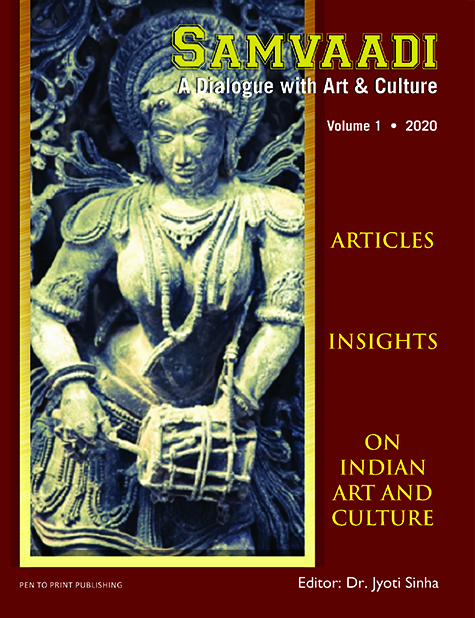 SAMVAADI
A Dialogue with Art & Culture
Volume 1 • 2020
ARTICLES
INSIGHTS
ON
INDIAN
ART AND
CULTURE
PEN TO PRINT PUBLISHING
Editor: Dr. Jyoti Sinha